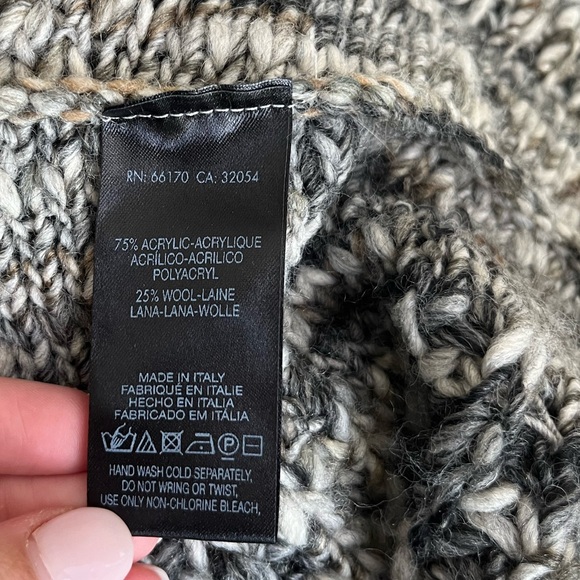 RN: 66170 CA: 32054
75% ACRYLIC-ACRYLIQUE
ACRÍLICO-ACRILICO
POLYACRYL
25% WOOL-LAINE
LANA-LANA-WOLLE
MADE IN ITALY
FABRIQUÉ EN ITALIE
HECHO EN ITALIA
FABRICADO EM ITÁLIA
P
HAND WASH COLD SEPARATELY,
DO NOT WRING OR TWIST,
USE ONLY NON-CHLORINE BLEACH,